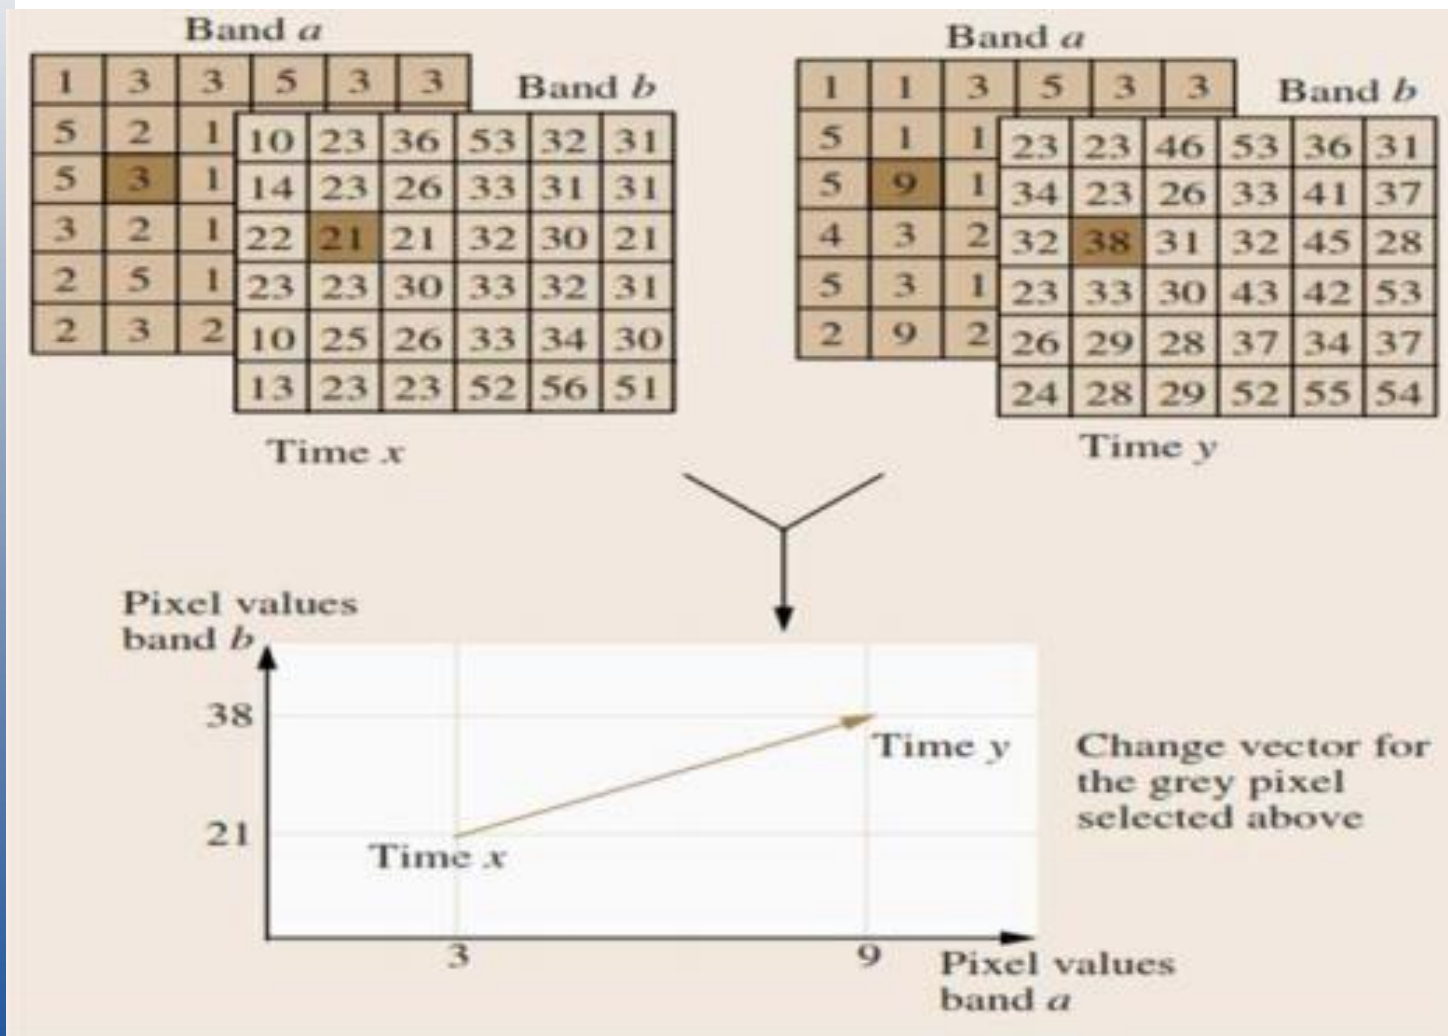 Band a
1 3 3 5 3 3
5 2 1
5 3 1
3 2 1
2 5 1
2 3 2
Band b
10 23 36 53 32 31
14 23 26 33 31 31
22 21 21 32 30 21
23 23 30 33 32 31
10 25 26 33 34 30
13 23 23 52 56 51
Time x
Band a
1 1 3 5 3 3
5 1 1
5 9 1
4 3 2
5 3 1
2 9 2
Band b
23 23 46 53 36 31
34 23 26 33 41 37
32 38 31 32 45 28
23 33 30 43 42 53
26 29 28 37 34 37
24 28 29 52 55 54
Time y
Pixel values
band b
38
21
Time x
Time y
3
9
Pixel values
band a
Change vector for
the grey pixel
selected above